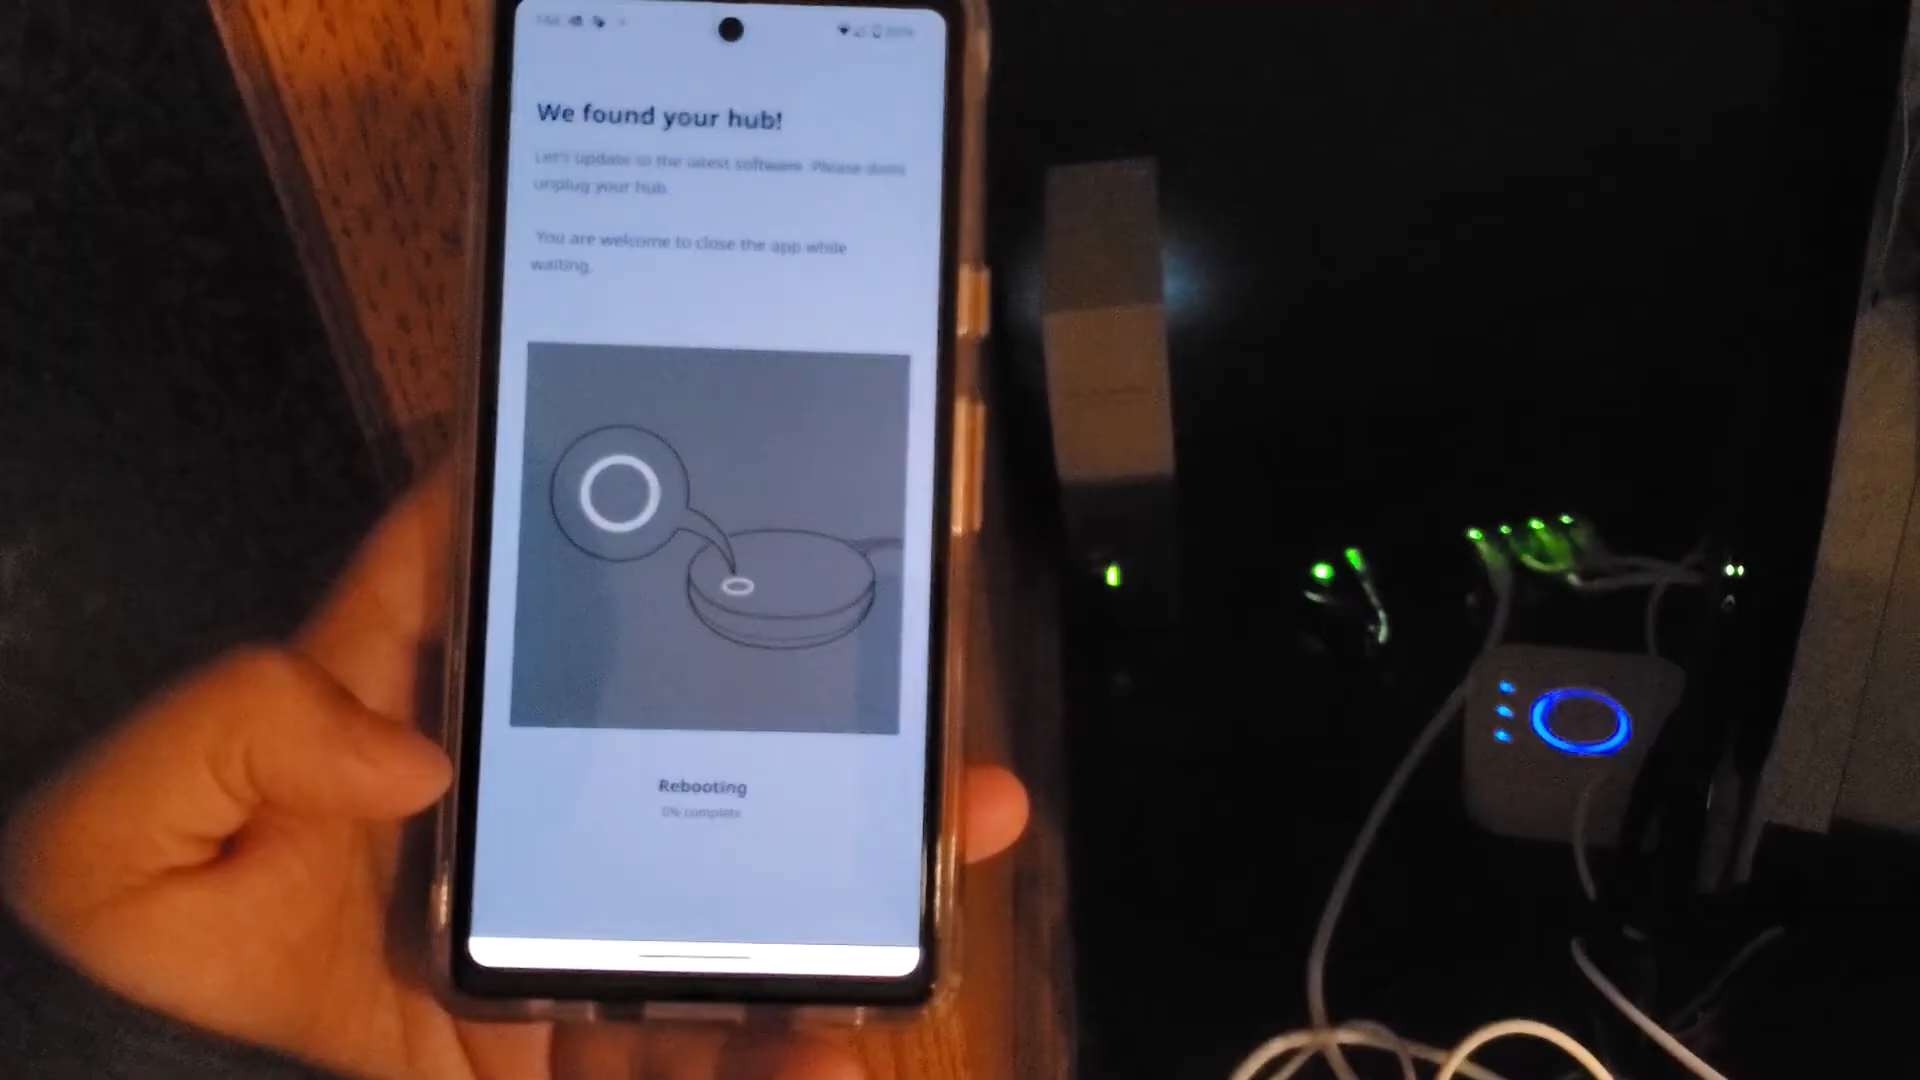 We found your hub!
Let's update to the latest software. Please dont
unplug your hub.
You are welcome to close the app while
waiting.
Rebooting
0% complete